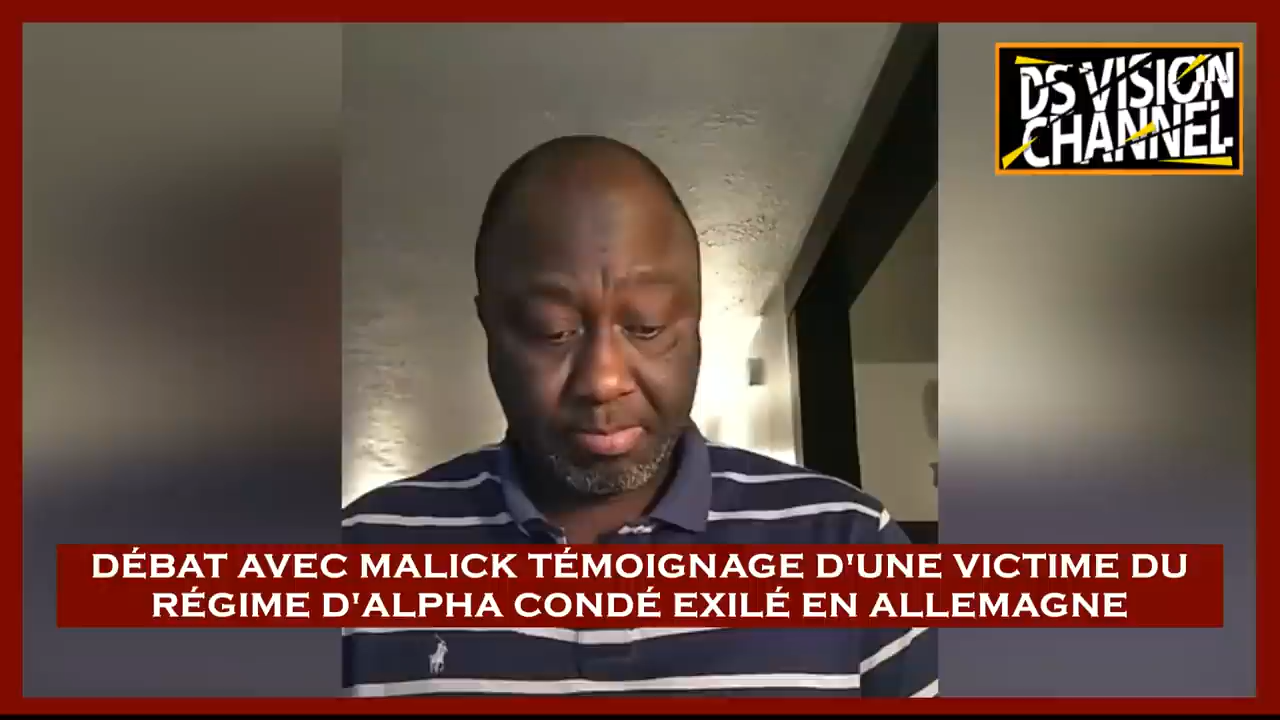 DS VISION
CHANNEL
DÉBAT AVEC MALICK TÉMOIGNAGE D'UNE VICTIME DU
RÉGIME D'ALPHA CONDÉ EXILÉ EN ALLEMAGNE